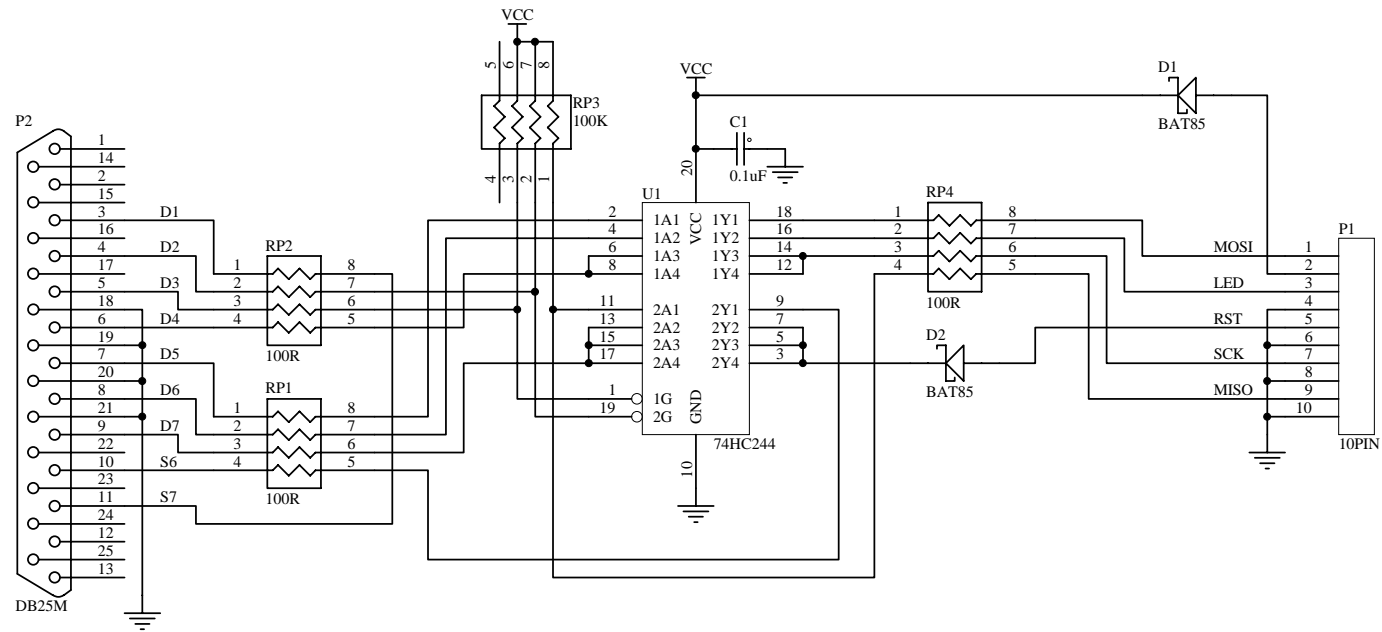 VCC
5 6 7 8
RP3
100K
4 3 2 1
VCC
D1
BAT85
C1
0.1uF
20
P2
1
14
2
15
3 D1
16
4 D2
17
5 D3
18
6 D4
19
7 D5
20
8 D6
21
9 D7
22
10 S6
23
11 S7
24
12
25
13
DB25M
RP2
1 8
2 7
3 6
4 5
100R
RP1
1 8
2 7
3 6
4 5
100R
U1
2 1A1 VCC 1Y1 18
4 1A2 1Y2 16
6 1A3 1Y3 14
8 1A4 1Y4 12
11 2A1 2Y1 9
13 2A2 2Y2 7
15 2A3 2Y3 5
17 2A4 2Y4 3
1 1G GND
19 2G
74HC244
10
RP4
1 8
2 7
3 6
4 5
100R
D2
BAT85
P1
MOSI 1
2
LED 3
4
RST 5
6
SCK 7
8
MISO 9
10
10PIN